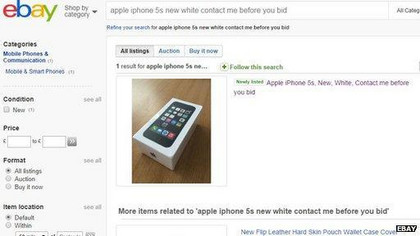 ebay
Shop by category
apple iphone 5s new white contact me before you bid
All Categ
Refine your search for apple iphone 5s new white contact me before you bid
Categories
Mobile Phones & Communication (1)
Mobile & Smart Phones (1)
Condition see all
New (1)
Price
£ to £
Format see all
All listings
Auction
Buy it now
Item location see all
Default
Within
All listings Auction Buy it now
1 result for apple iphone 5s ne... + Follow this search
Newly listed Apple iPhone 5s, New, White, Contact me before
you bid
More items related to 'apple iphone 5s new white contact me before you bid'
New Flip Leather Hard Skin Pouch Wallet Case Cover
EBAY